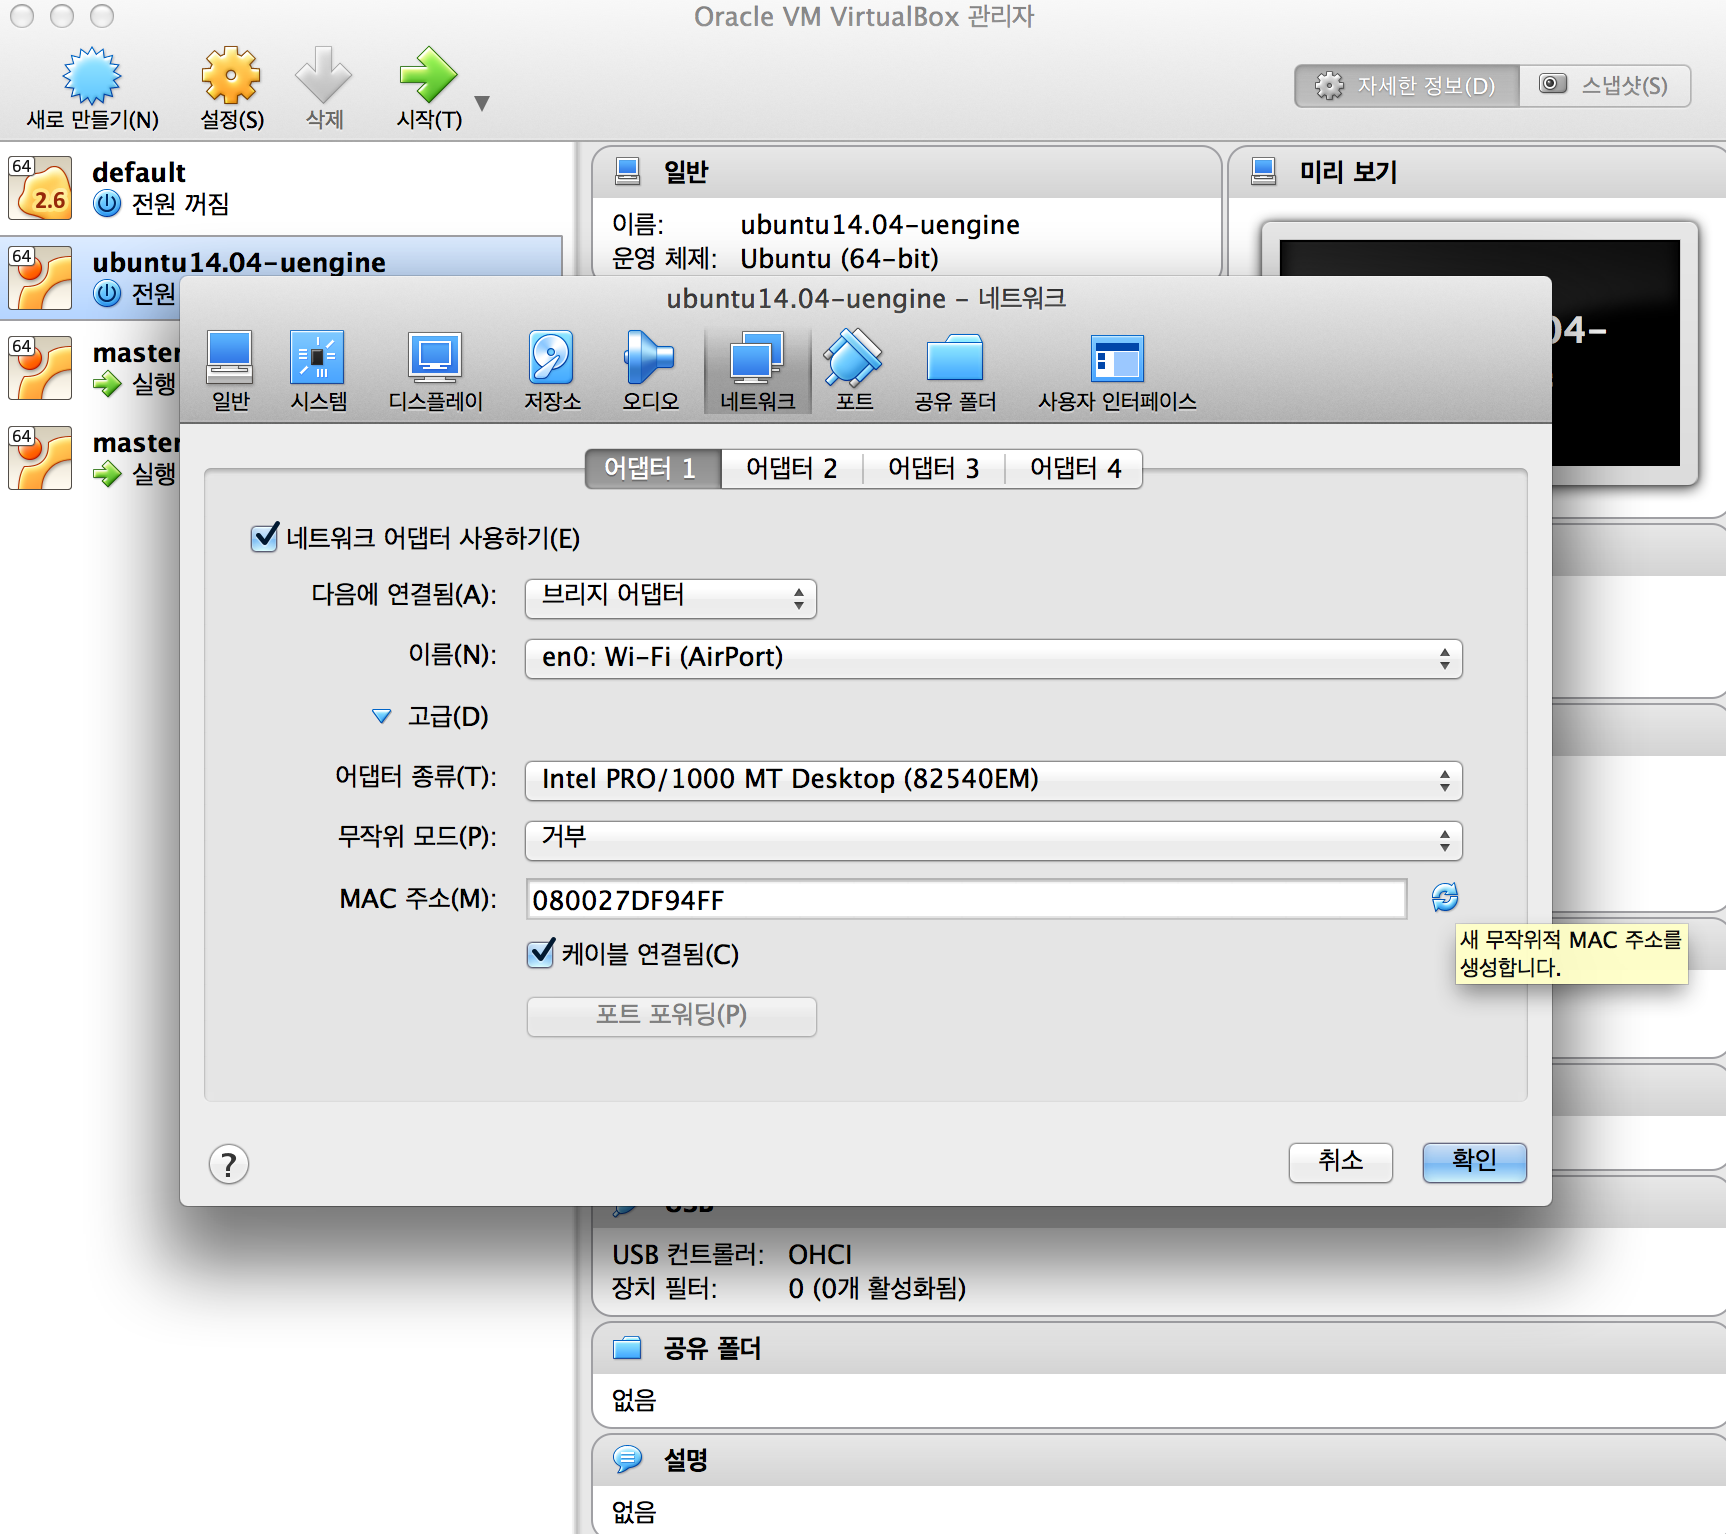 Oracle VM VirtualBox 관리자
새로 만들기(N)
설정(S)
삭제
시작(T)
자세한 정보(D)
스냅샷(S)
64
2.6
default
전원 꺼짐
64
ubuntu14.04-uengine
전원
64
master
실행
64
master
실행
일반
이름: ubuntu14.04-uengine
운영 체제: Ubuntu (64-bit)
미리 보기
04-
ubuntu14.04-uengine – 네트워크
일반
시스템
디스플레이
저장소
오디오
네트워크
포트
공유 폴더
사용자 인터페이스
어댑터 1
어댑터 2
어댑터 3
어댑터 4
네트워크 어댑터 사용하기(E)
다음에 연결됨(A): 브리지 어댑터
이름(N): en0: Wi-Fi (AirPort)
고급(D)
어댑터 종류(T): Intel PRO/1000 MT Desktop (82540EM)
무작위 모드(P): 거부
MAC 주소(M): 080027DF94FF
새 무작위적 MAC 주소를
생성합니다.
케이블 연결됨(C)
포트 포워딩(P)
?
취소
확인
USB
USB 컨트롤러: OHCI
장치 필터: 0 (0개 활성화됨)
공유 폴더
없음
설명
없음